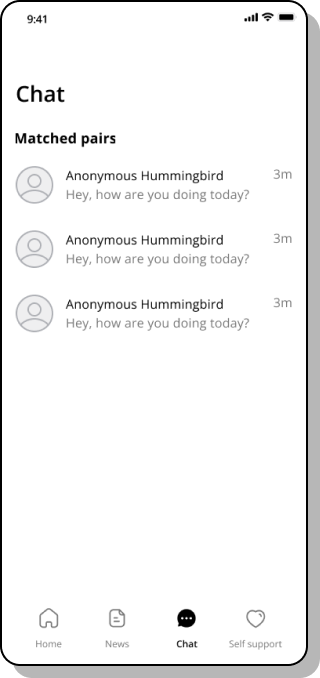 9:41
Chat
Matched pairs
Anonymous Hummingbird 3m
Hey, how are you doing today?
Anonymous Hummingbird 3m
Hey, how are you doing today?
Anonymous Hummingbird 3m
Hey, how are you doing today?
Home News Chat Self support